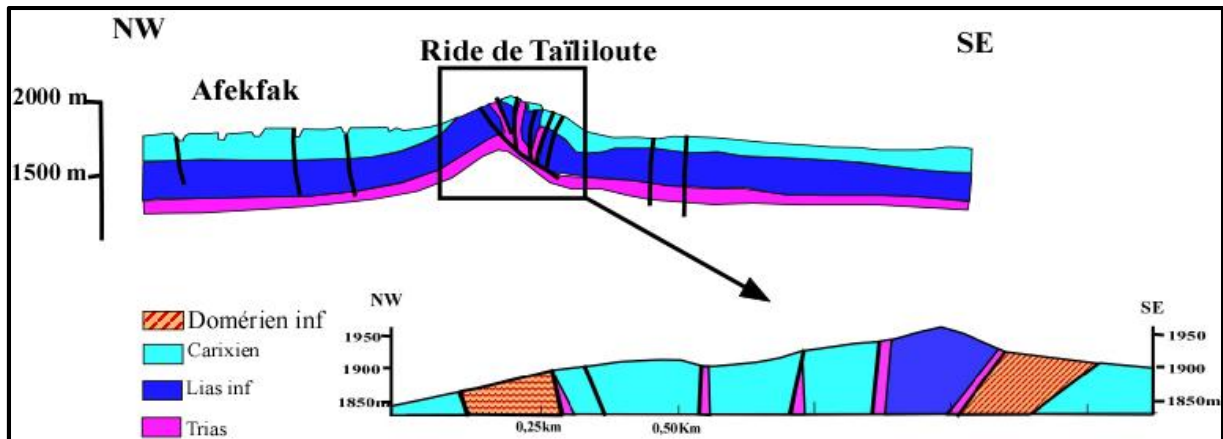 NW
SE
Ride de Taïliloute
Afekfak
2000 m
1500 m
Domérien inf
Carixien
Lias inf
Trias
NW
SE
1950
1900
1850m
1950
1900
1850m
0,25Km
0,50Km